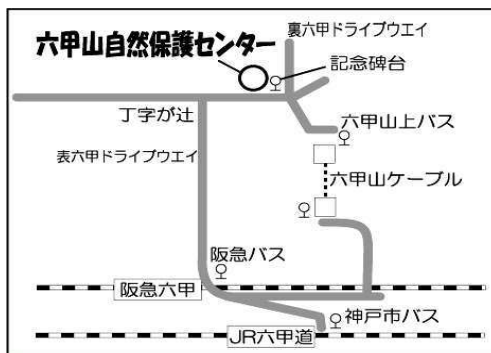 裏六甲ドライブウエイ
六甲山自然保護センター
記念碑台
丁字が辻
六甲山上バス
表六甲ドライブウエイ
六甲山ケーブル
阪急バス
阪急六甲
神戸市バス
JR六甲道